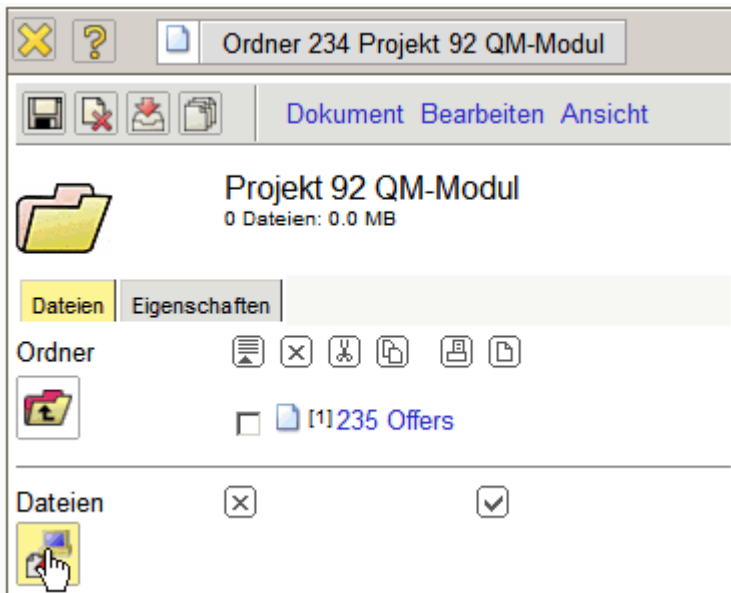 Ordner 234 Projekt 92 QM-Modul
Dokument Bearbeiten Ansicht
Projekt 92 QM-Modul
0 Dateien: 0.0 MB
Dateien Eigenschaften
Ordner
[1] 235 Offers
Dateien